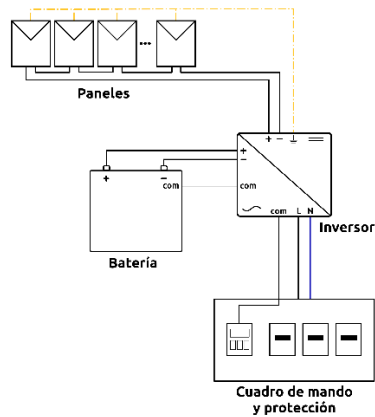 ...
Paneles
+ −
+
−
+ −
com
com
com L N
Inversor
Batería
Cuadro de mando
y protección